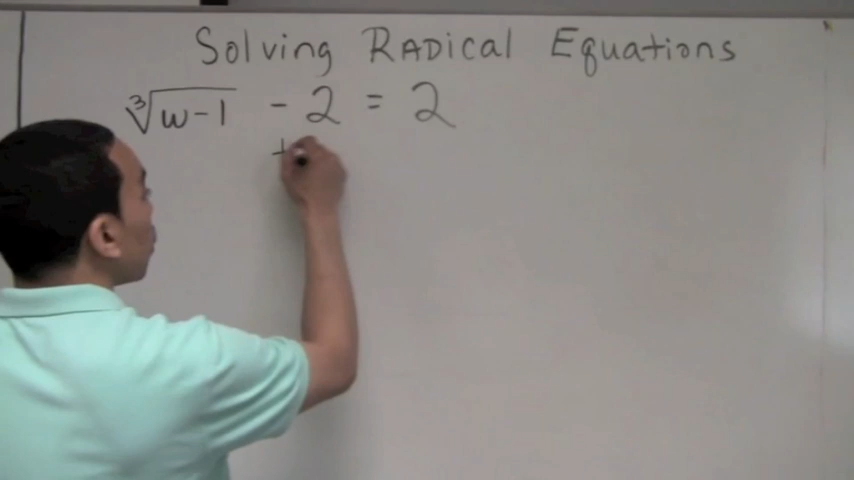 Solving Radical Equations
∛(w-1) - 2 = 2
+